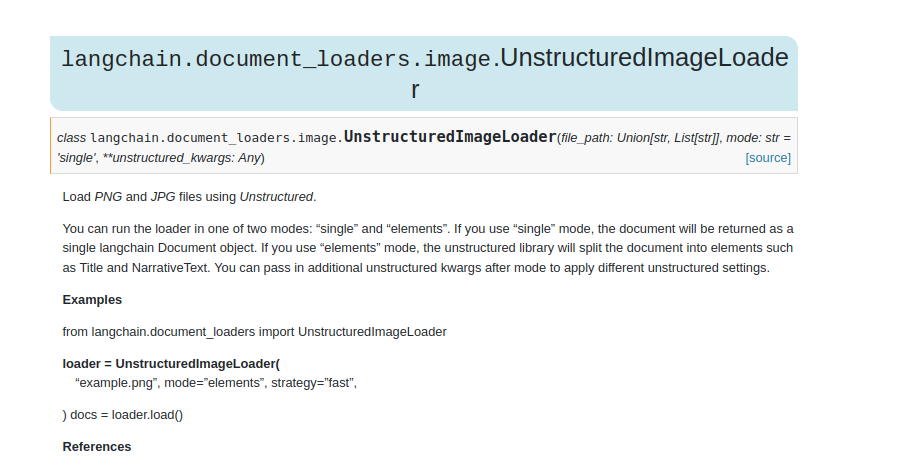 langchain.document_loaders.image.UnstructuredImageLoade
r
class langchain.document_loaders.image.UnstructuredImageLoader(file_path: Union[str, List[str]], mode: str =
'single', **unstructured_kwargs: Any) [source]
Load PNG and JPG files using Unstructured.
You can run the loader in one of two modes: “single” and “elements”. If you use “single” mode, the document will be returned as a
single langchain Document object. If you use “elements” mode, the unstructured library will split the document into elements such
as Title and NarrativeText. You can pass in additional unstructured kwargs after mode to apply different unstructured settings.
Examples
from langchain.document_loaders import UnstructuredImageLoader
loader = UnstructuredImageLoader(
“example.png”, mode=”elements”, strategy=”fast”,
) docs = loader.load()
References